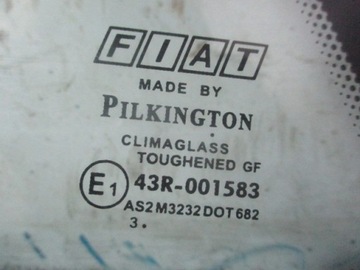 FIAT
MADE BY
PILKINGTON
CLIMAGLASS
TOUGHENED GF
E1 43R-001583
AS2 M3232 DOT 682
3.